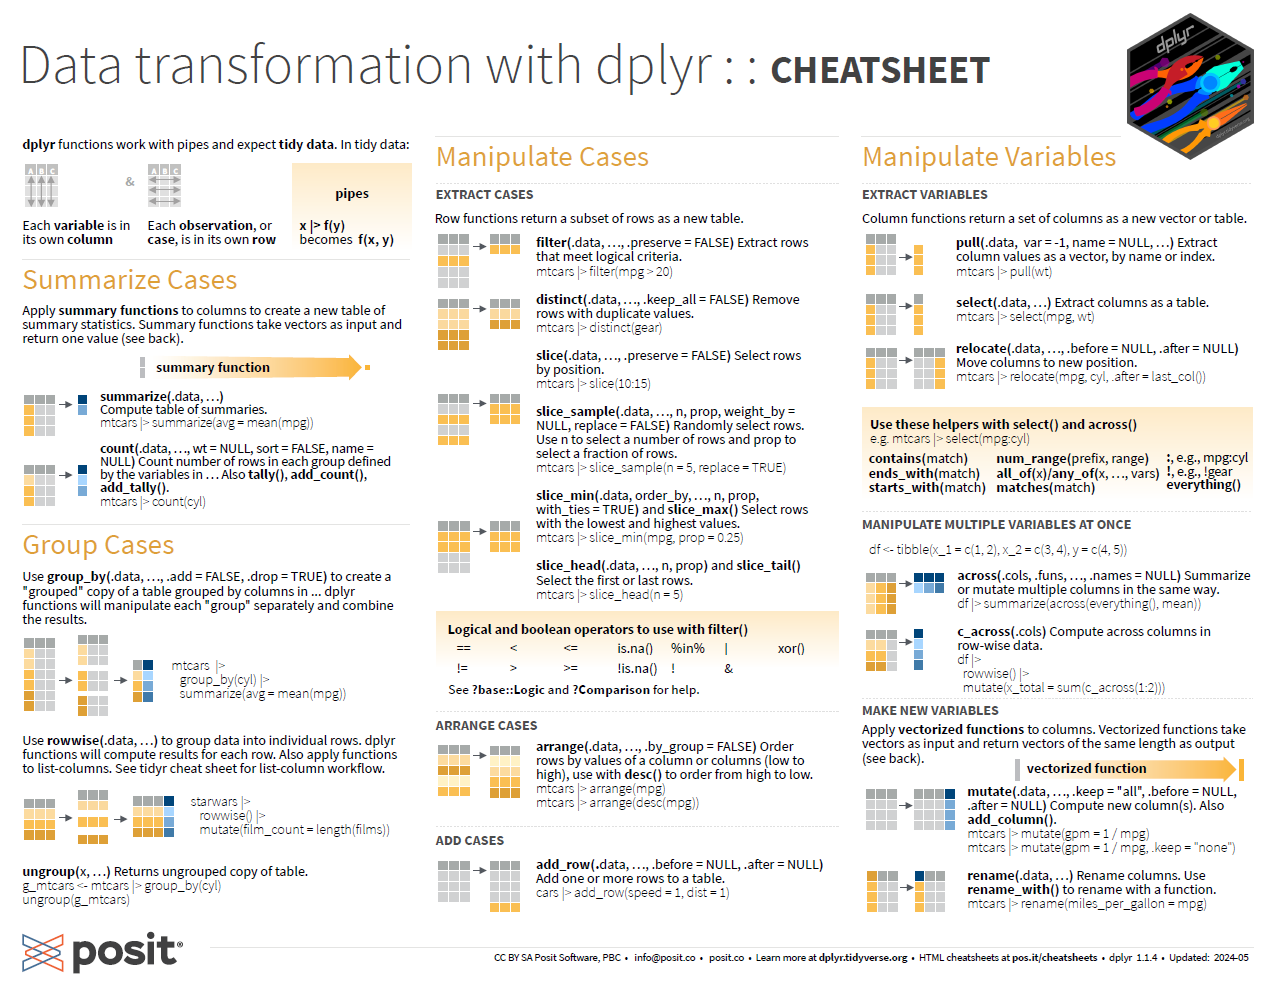 Data transformation with dplyr : : CHEATSHEET
dplyr
dplyr functions work with pipes and expect tidy data. In tidy data:
A B C
&
A B C
pipes
Each variable is in
its own column
Each observation, or
case, is in its own row
x |> f(y)
becomes f(x, y)
Summarize Cases
Apply summary functions to columns to create a new table of
summary statistics. Summary functions take vectors as input and
return one value (see back).
summary function
summarize(.data, …)
Compute table of summaries.
mtcars |> summarize(avg = mean(mpg))
count(.data, …, wt = NULL, sort = FALSE, name =
NULL) Count number of rows in each group defined
by the variables in … Also tally(), add_count(),
add_tally().
mtcars |> count(cyl)
Group Cases
Use group_by(.data, …, .add = FALSE, .drop = TRUE) to create a
"grouped" copy of a table grouped by columns in ... dplyr
functions will manipulate each "group" separately and combine
the results.
mtcars |>
group_by(cyl) |>
summarize(avg = mean(mpg))
Use rowwise(.data, …) to group data into individual rows. dplyr
functions will compute results for each row. Also apply functions
to list-columns. See tidyr cheat sheet for list-column workflow.
starwars |>
rowwise() |>
mutate(film_count = length(films))
ungroup(x, …) Returns ungrouped copy of table.
g_mtcars <- mtcars |> group_by(cyl)
ungroup(g_mtcars)
Manipulate Cases
EXTRACT CASES
Row functions return a subset of rows as a new table.
filter(.data, …, .preserve = FALSE) Extract rows
that meet logical criteria.
mtcars |> filter(mpg > 20)
distinct(.data, …, .keep_all = FALSE) Remove
rows with duplicate values.
mtcars |> distinct(gear)
slice(.data, …, .preserve = FALSE) Select rows
by position.
mtcars |> slice(10:15)
slice_sample(.data, …, n, prop, weight_by =
NULL, replace = FALSE) Randomly select rows.
Use n to select a number of rows and prop to
select a fraction of rows.
mtcars |> slice_sample(n = 5, replace = TRUE)
slice_min(.data, order_by, …, n, prop,
with_ties = TRUE) and slice_max() Select rows
with the lowest and highest values.
mtcars |> slice_min(mpg, prop = 0.25)
slice_head(.data, …, n, prop) and slice_tail()
Select the first or last rows.
mtcars |> slice_head(n = 5)
Logical and boolean operators to use with filter()
== < <= is.na() %in% | xor()
!= > >= !is.na() ! &
See ?base::Logic and ?Comparison for help.
ARRANGE CASES
arrange(.data, …, .by_group = FALSE) Order
rows by values of a column or columns (low to
high), use with desc() to order from high to low.
mtcars |> arrange(mpg)
mtcars |> arrange(desc(mpg))
ADD CASES
add_row(.data, …, .before = NULL, .after = NULL)
Add one or more rows to a table.
cars |> add_row(speed = 1, dist = 1)
Manipulate Variables
EXTRACT VARIABLES
Column functions return a set of columns as a new vector or table.
pull(.data, var = -1, name = NULL, …) Extract
column values as a vector, by name or index.
mtcars |> pull(wt)
select(.data, …) Extract columns as a table.
mtcars |> select(mpg, wt)
relocate(.data, …, .before = NULL, .after = NULL)
Move columns to new position.
mtcars |> relocate(mpg, cyl, .after = last_col())
Use these helpers with select() and across()
e.g. mtcars |> select(mpg:cyl)
contains(match) num_range(prefix, range) :, e.g., mpg:cyl
ends_with(match) all_of(x)/any_of(x, …, vars) !, e.g., !gear
starts_with(match) matches(match) everything()
MANIPULATE MULTIPLE VARIABLES AT ONCE
df <- tibble(x_1 = c(1, 2), x_2 = c(3, 4), y = c(4, 5))
across(.cols, .funs, …, .names = NULL) Summarize
or mutate multiple columns in the same way.
df |> summarize(across(everything(), mean))
c_across(.cols) Compute across columns in
row-wise data.
df |>
rowwise() |>
mutate(x_total = sum(c_across(1:2)))
MAKE NEW VARIABLES
Apply vectorized functions to columns. Vectorized functions take
vectors as input and return vectors of the same length as output
(see back).
vectorized function
mutate(.data, …, .keep = "all", .before = NULL,
.after = NULL) Compute new column(s). Also
add_column().
mtcars |> mutate(gpm = 1 / mpg)
mtcars |> mutate(gpm = 1 / mpg, .keep = "none")
rename(.data, …) Rename columns. Use
rename_with() to rename with a function.
mtcars |> rename(miles_per_gallon = mpg)
posit®
CC BY SA Posit Software, PBC • info@posit.co • posit.co • Learn more at dplyr.tidyverse.org • HTML cheatsheets at pos.it/cheatsheets • dplyr 1.1.4 • Updated: 2024-05